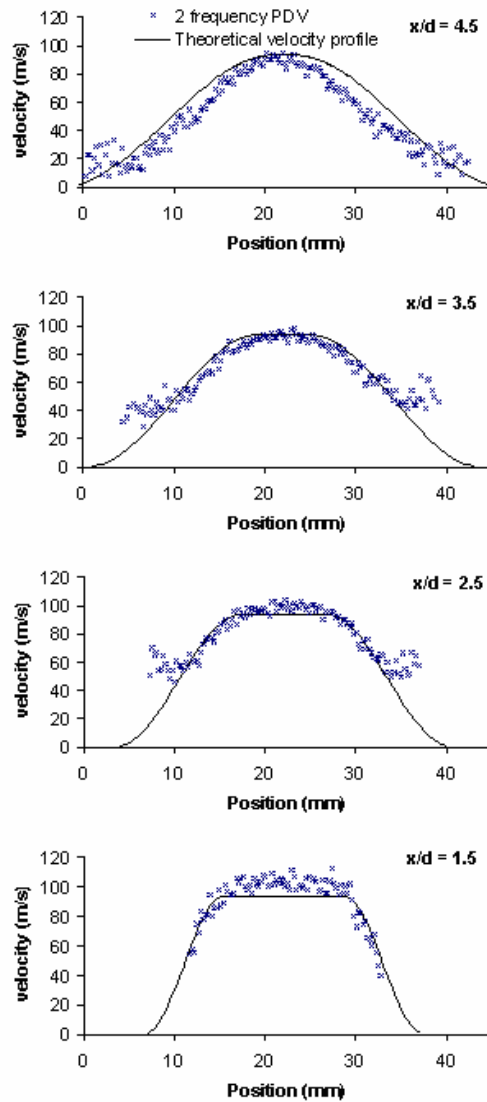 2 frequency PDV
Theoretical velocity profile
x/d = 4.5
120
100
80
60
40
20
0
velocity (m/s)
0 10 20 30 40
Position (mm)
x/d = 3.5
120
100
80
60
40
20
0
velocity (m/s)
0 10 20 30 40
Position (mm)
x/d = 2.5
120
100
80
60
40
20
0
velocity (m/s)
0 10 20 30 40
Position (mm)
x/d = 1.5
120
100
80
60
40
20
0
velocity (m/s)
0 10 20 30 40
Position (mm)